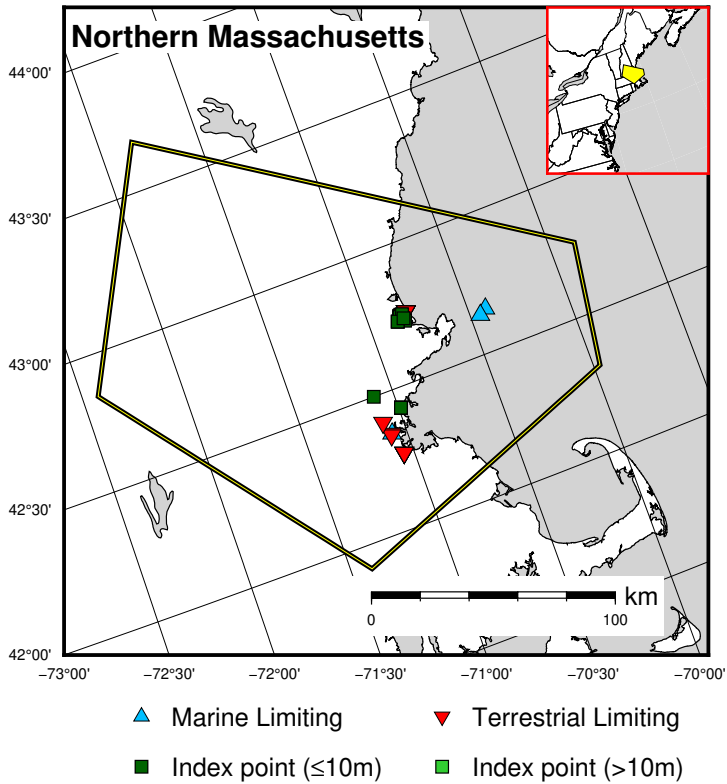 Northern Massachusetts
44°00'
43°30'
43°00'
42°30'
42°00'
km
0 100
−73°00' −72°30' −72°00' −71°30' −71°00' −70°30' −70°00'
Marine Limiting Terrestrial Limiting
Index point (≤10m) Index point (>10m)